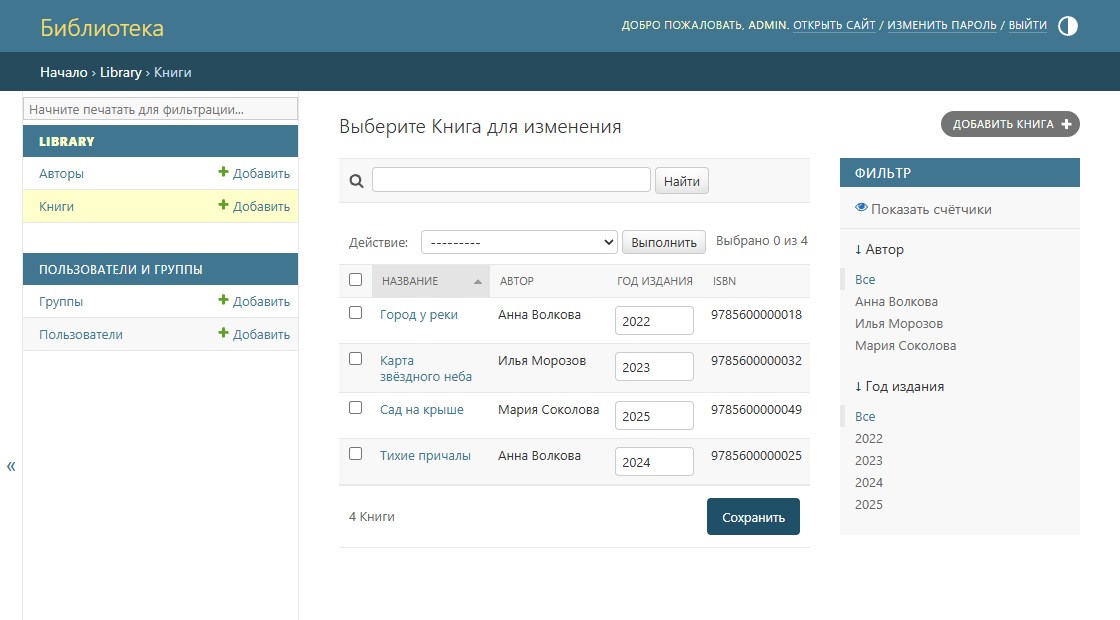 Библиотека
ДОБРО ПОЖАЛОВАТЬ, ADMIN. ОТКРЫТЬ САЙТ / ИЗМЕНИТЬ ПАРОЛЬ / ВЫЙТИ
Начало › Library › Книги
Начните печатать для фильтрации...
LIBRARY
Авторы Добавить
Книги Добавить
ПОЛЬЗОВАТЕЛИ И ГРУППЫ
Группы Добавить
Пользователи Добавить
«
Выберите Книга для изменения
ДОБАВИТЬ КНИГА
Найти
Действие: --------- Выполнить Выбрано 0 из 4
НАЗВАНИЕ АВТОР ГОД ИЗДАНИЯ ISBN
Город у реки Анна Волкова 2022 9785600000018
Карта
звёздного неба Илья Морозов 2023 9785600000032
Сад на крыше Мария Соколова 2025 9785600000049
Тихие причалы Анна Волкова 2024 9785600000025
4 Книги
Сохранить
ФИЛЬТР
Показать счётчики
↓ Автор
Все
Анна Волкова
Илья Морозов
Мария Соколова
↓ Год издания
Все
2022
2023
2024
2025